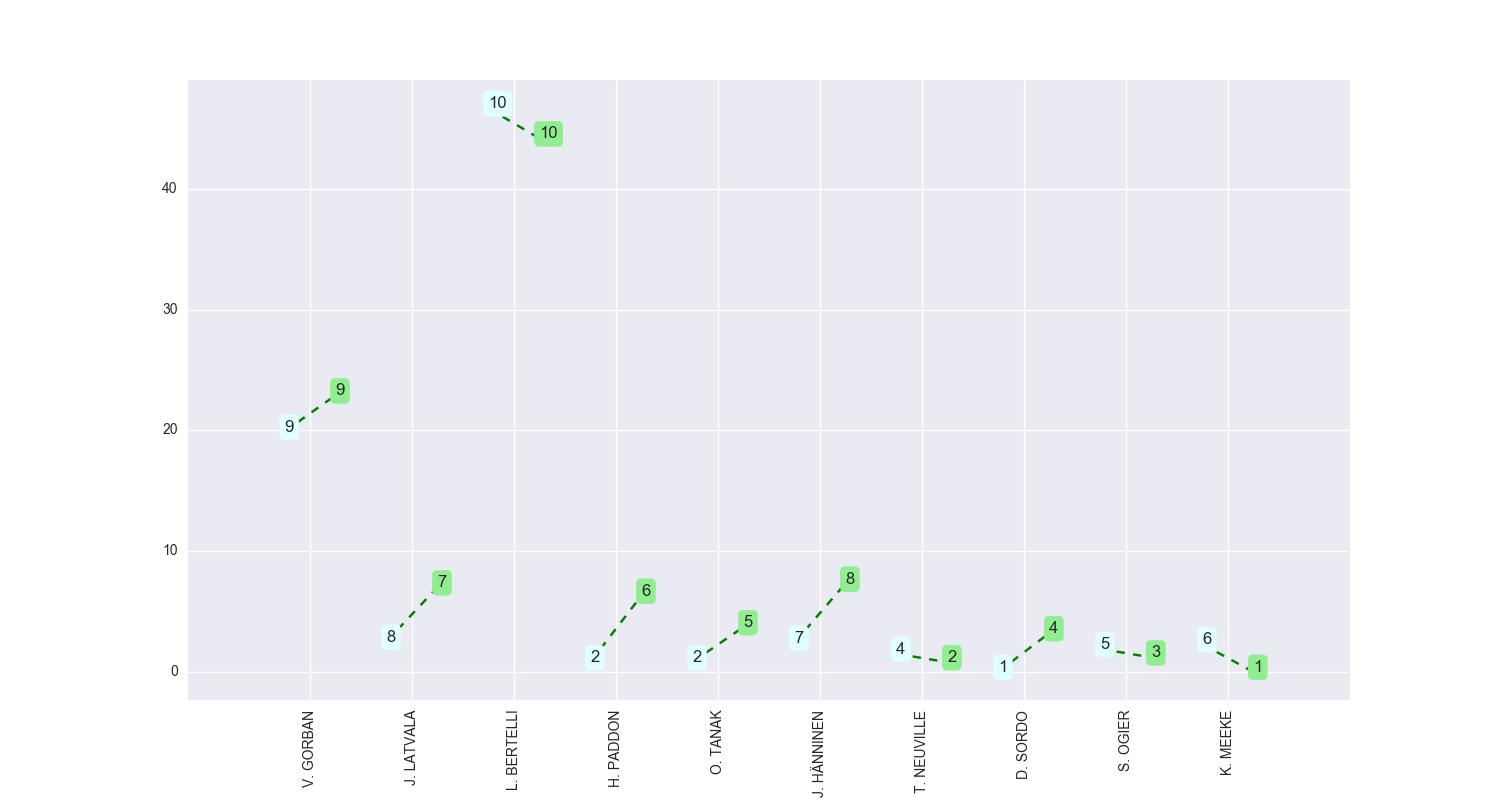 10
10
40
30
9
20
9
7
10
8
6
2
5
2
8
7
4
2
4
1
5
3
6
1
0
V. GORBAN
J. LATVALA
L. BERTELLI
H. PADDON
O. TANAK
J. HÄNNINEN
T. NEUVILLE
D. SORDO
S. OGIER
K. MEEKE